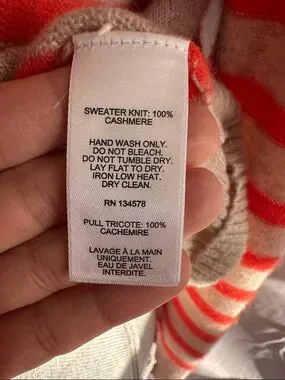 SWEATER KNIT: 100%
CASHMERE
HAND WASH ONLY.
DO NOT BLEACH.
DO NOT TUMBLE DRY.
LAY FLAT TO DRY.
IRON LOW HEAT.
DRY CLEAN.
RN 134578
PULL TRICOTE: 100%
CACHEMIRE
LAVAGE À LA MAIN
UNIQUEMENT.
EAU DE JAVEL
INTERDITE.